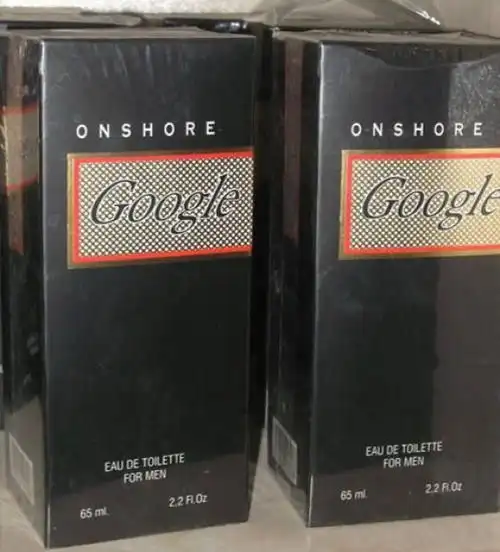 ONSHORE
Google
EAU DE TOILETTE
FOR MEN
65 ml.
2,2 Fl.Oz
ONSHORE
Google
EAU DE TOILETTE
FOR MEN
65 ml.
2,2 Fl.Oz